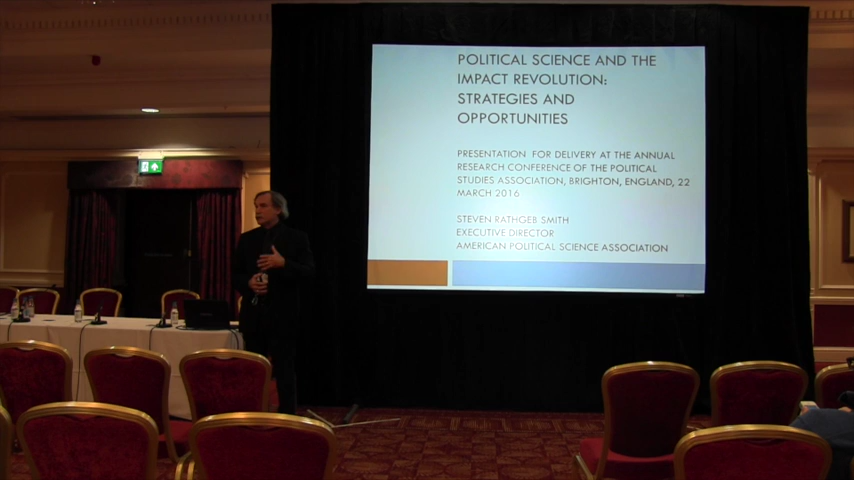 POLITICAL SCIENCE AND THE
IMPACT REVOLUTION:
STRATEGIES AND
OPPORTUNITIES
PRESENTATION FOR DELIVERY AT THE ANNUAL
RESEARCH CONFERENCE OF THE POLITICAL
STUDIES ASSOCIATION, BRIGHTON, ENGLAND, 22
MARCH 2016
STEVEN RATHGEB SMITH
EXECUTIVE DIRECTOR
AMERICAN POLITICAL SCIENCE ASSOCIATION